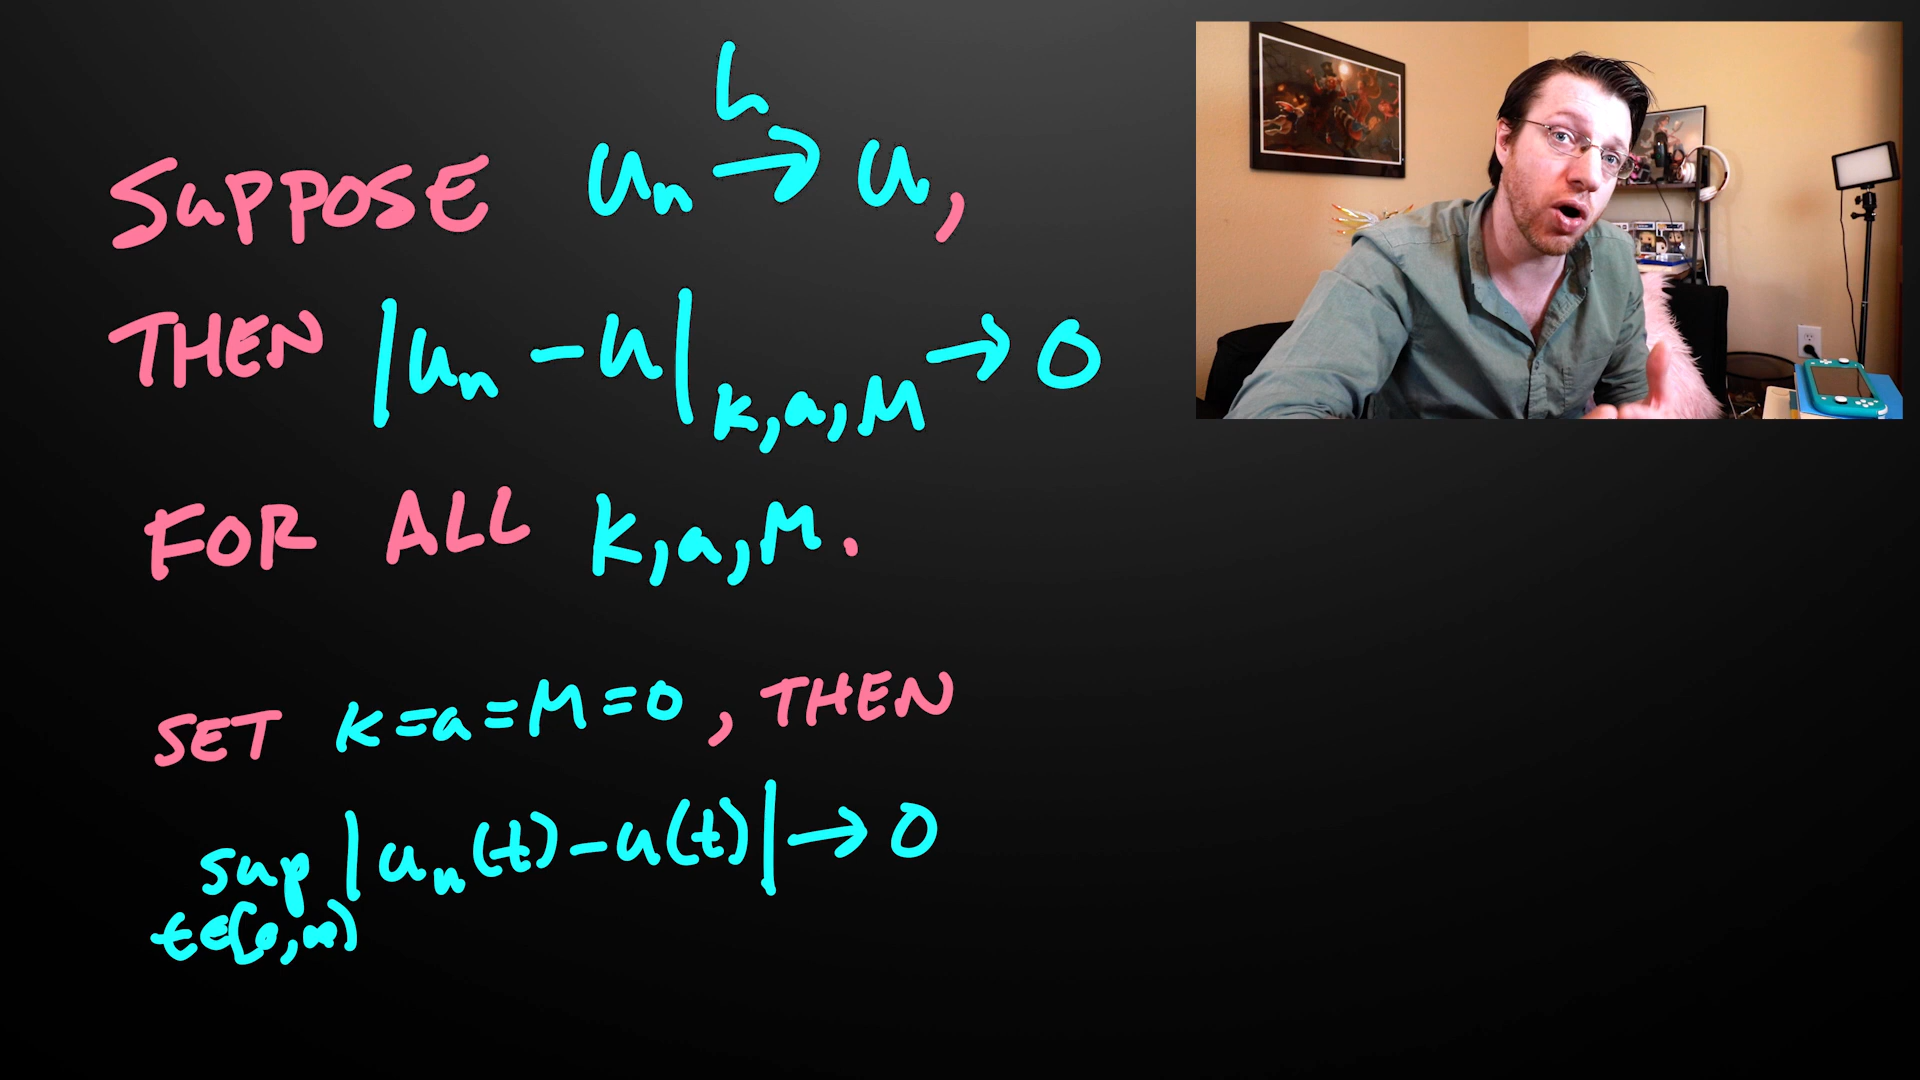 SUPPOSE uₙ →ᴸ u,
THEN |uₙ - u|ₖ,ₐ,M → 0
FOR ALL K,a,M.
SET K=a=M=0, THEN
sup |uₙ(t)-u(t)| → 0
t∈[0,∞)